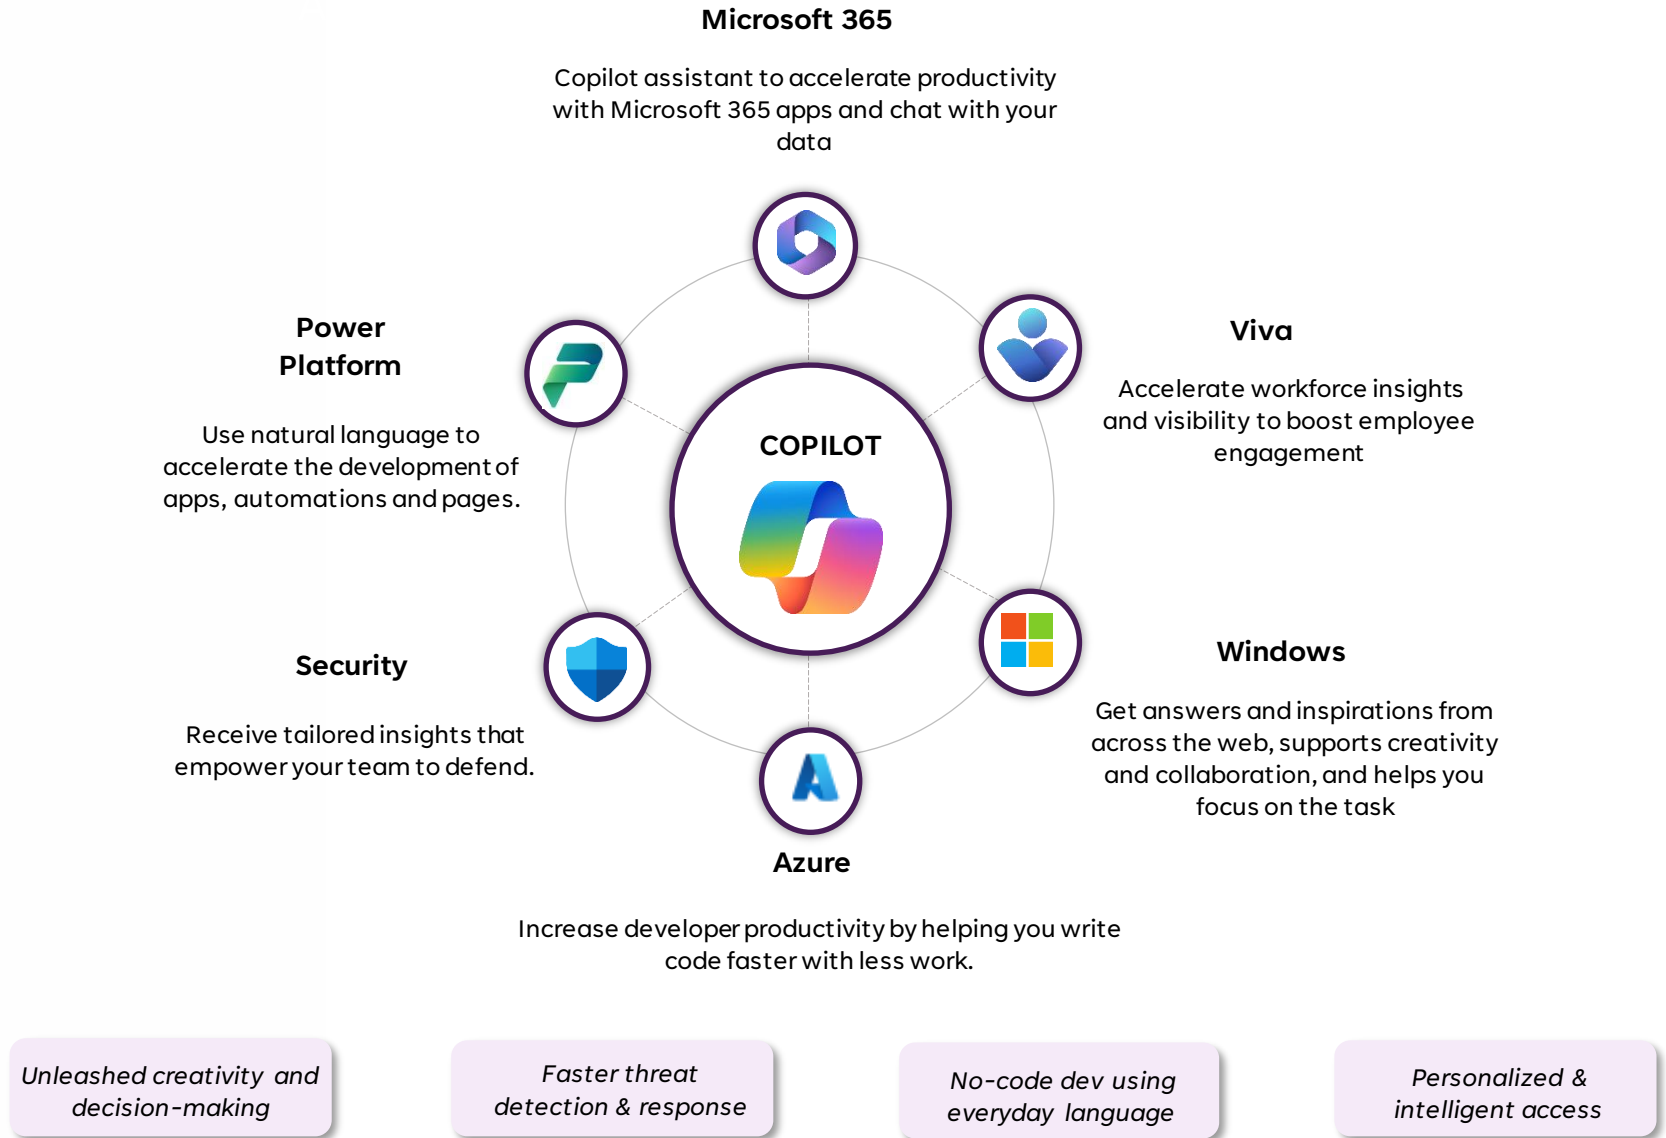 Microsoft 365
Copilot assistant to accelerate productivity
with Microsoft 365 apps and chat with your
data
Power
Platform
Use natural language to
accelerate the development of
apps, automations and pages.
Viva
Accelerate workforce insights
and visibility to boost employee
engagement
COPILOT
Security
Receive tailored insights that
empower your team to defend.
Windows
Get answers and inspirations from
across the web, supports creativity
and collaboration, and helps you
focus on the task
Azure
Increase developer productivity by helping you write
code faster with less work.
Unleashed creativity and
decision-making
Faster threat
detection & response
No-code dev using
everyday language
Personalized &
intelligent access